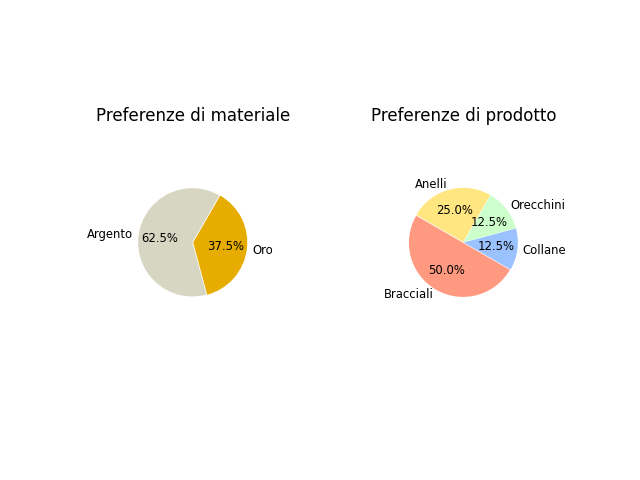 Preferenze di materiale
Argento
62.5%
37.5%
Oro
Preferenze di prodotto
Anelli
25.0%
Orecchini
12.5%
12.5%
Collane
50.0%
Bracciali